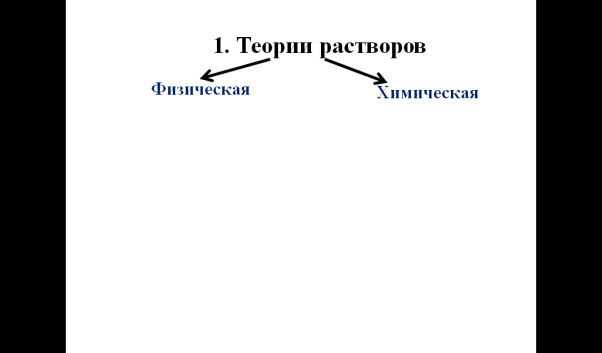 1. Теории растворов
Физическая
Химическая